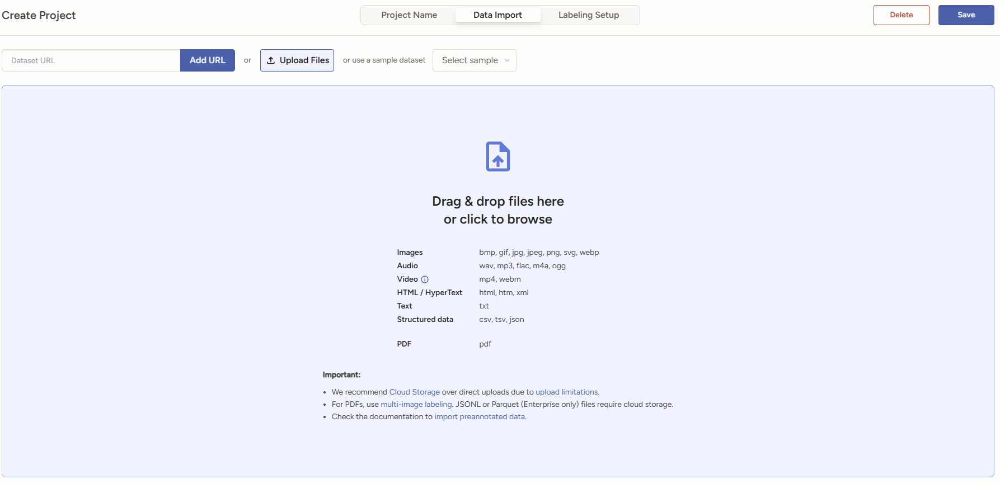 Create Project
Project Name
Data Import
Labeling Setup
Delete
Save
Dataset URL
Add URL
or
Upload Files
or use a sample dataset
Select sample
Drag & drop files here
or click to browse
Images bmp, gif, jpg, jpeg, png, svg, webp
Audio wav, mp3, flac, m4a, ogg
Video mp4, webm
HTML / HyperText html, htm, xml
Text txt
Structured data csv, tsv, json
PDF pdf
Important:
• We recommend Cloud Storage over direct uploads due to upload limitations.
• For PDFs, use multi-image labeling. JSONL or Parquet (Enterprise only) files require cloud storage.
• Check the documentation to import preannotated data.